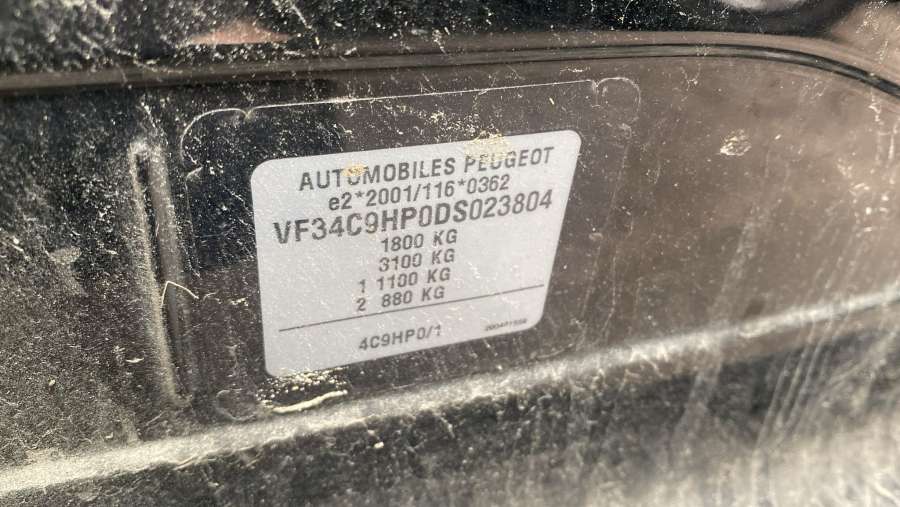 AUTOMOBILES PEUGEOT
e2*2001/116*0362
VF34C9HP0DS023804
1800 KG
3100 KG
1 1100 KG
2 880 KG
4C9HP0/1